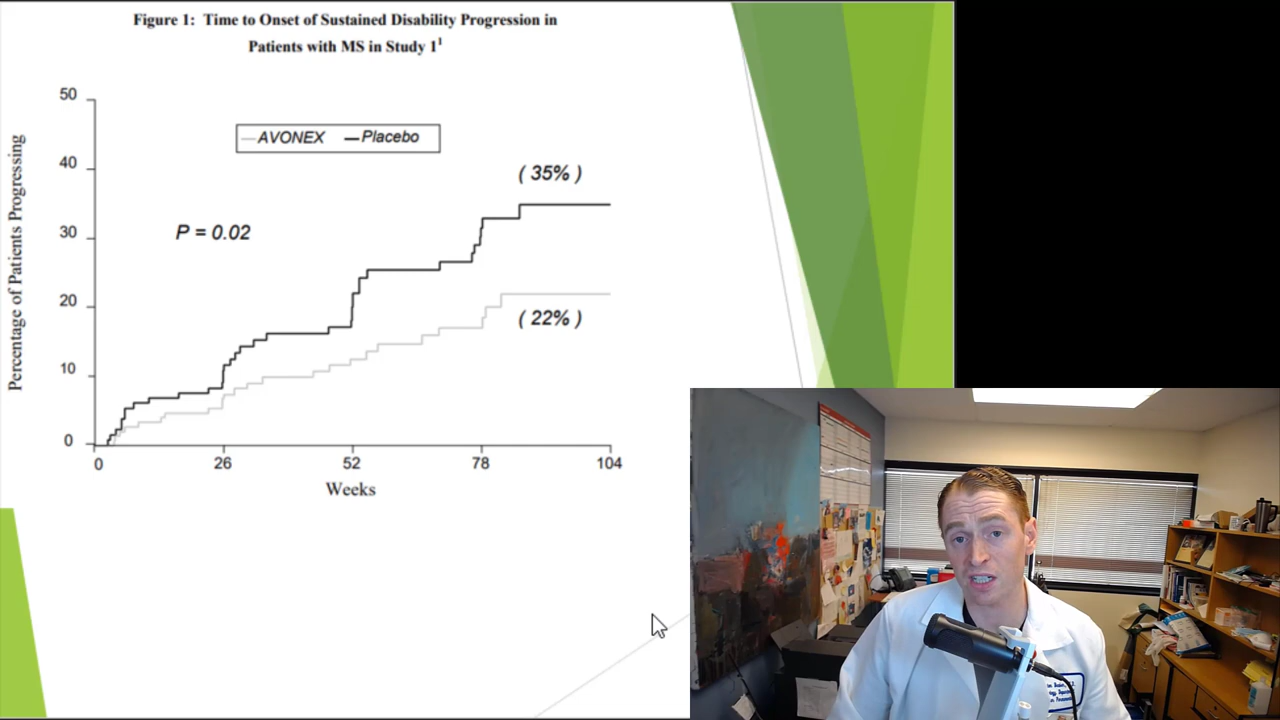 Figure 1: Time to Onset of Sustained Disability Progression in
Patients with MS in Study 1¹
Percentage of Patients Progressing
50
40
30
20
10
0
AVONEX Placebo
P = 0.02
( 35% )
( 22% )
0 26 52 78 104
Weeks